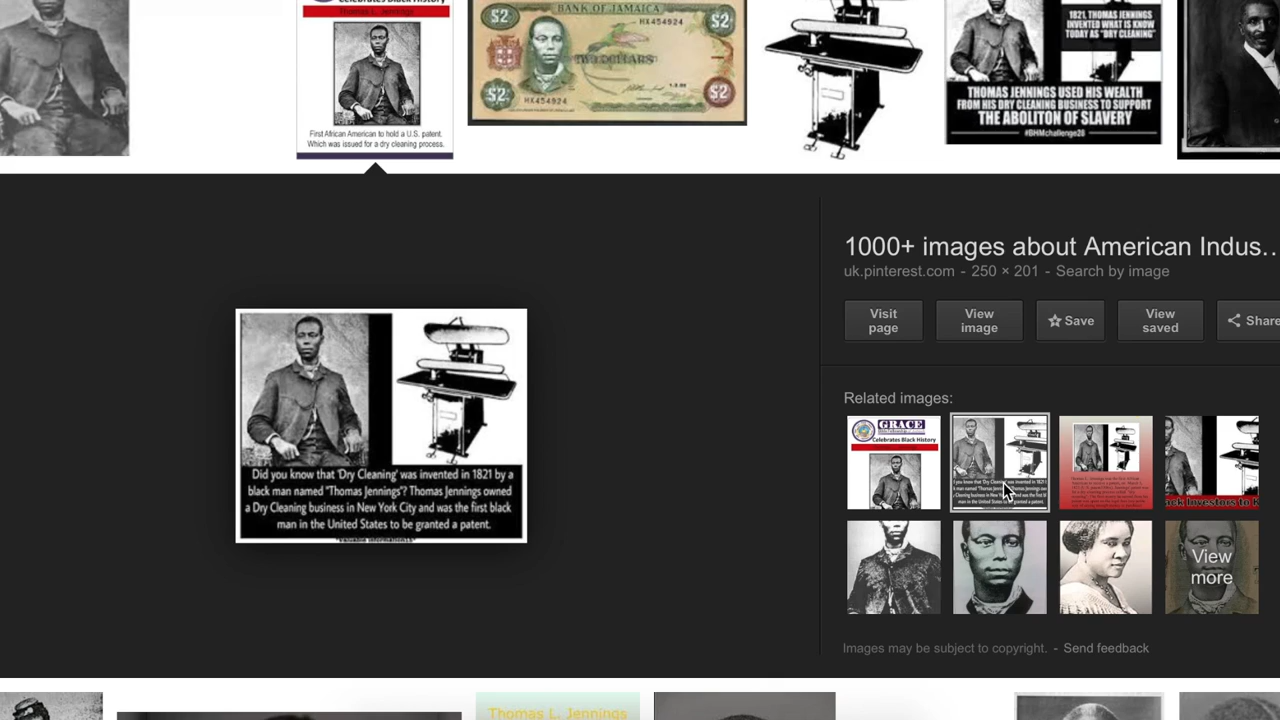 Celebrates Black History
Thomas L. Jennings
First African American to hold a U.S. patent.
Which was issued for a dry cleaning process.
$2 BANK OF JAMAICA $2
HX454924
TWO DOLLARS
$2 $2
HX454924
1821, THOMAS JENNINGS
INVENTED WHAT IS KNOW
TODAY AS "DRY CLEANING"
THOMAS JENNINGS USED HIS WEALTH
FROM HIS DRY CLEANING BUSINESS TO SUPPORT
THE ABOLITON OF SLAVERY
#BHMchallenge28
Did you know that 'Dry Cleaning' was invented in 1821 by a
black man named "Thomas Jennings"? Thomas Jennings owned
a Dry Cleaning business in New York City and was the first black
man in the United States to be granted a patent.
"Valuable Information15"
1000+ images about American Indus...
uk.pinterest.com - 250 × 201 - Search by image
Visit page
View image
Save
View saved
Share
Related images:
GRACE
Celebrates Black History
View more
Images may be subject to copyright. - Send feedback
Thomas L. Jennings